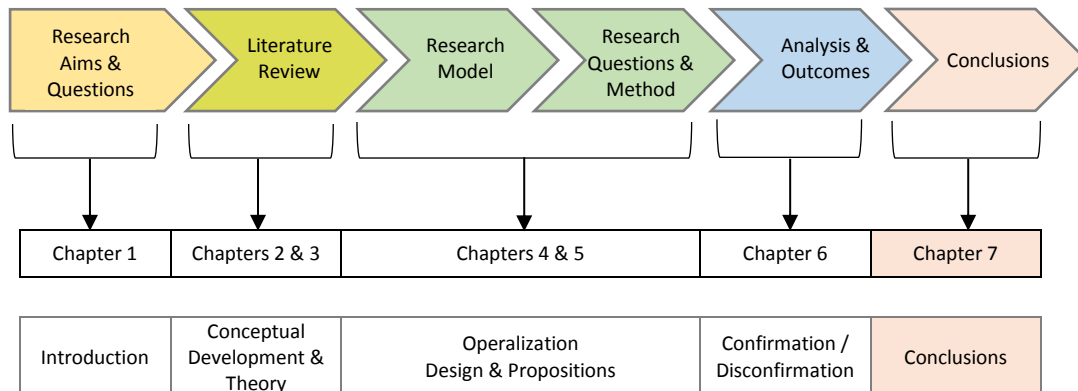 Research
Aims &
Questions
Literature
Review
Research
Model
Research
Questions &
Method
Analysis &
Outcomes
Conclusions
Chapter 1
Chapters 2 & 3
Chapters 4 & 5
Chapter 6
Chapter 7
Introduction
Conceptual
Development &
Theory
Operalization
Design & Propositions
Confirmation /
Disconfirmation
Conclusions